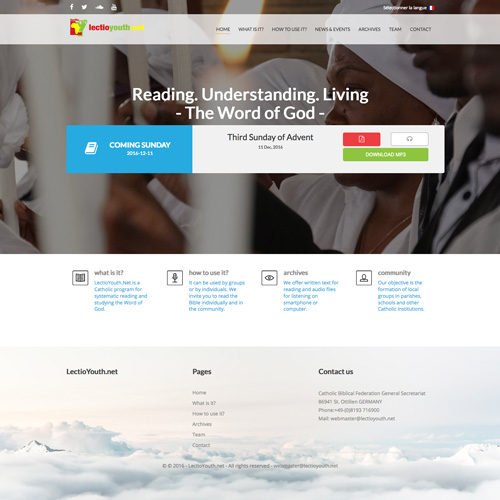 Sélectionner la langue
lectioyouth.net
HOME WHAT IS IT? HOW TO USE IT? NEWS & EVENTS ARCHIVES TEAM CONTACT
Reading. Understanding. Living
- The Word of God -
COMING SUNDAY
2016-12-11
Third Sunday of Advent
11 Dec, 2016
DOWNLOAD MP3
what is it?
LectioYouth.Net is a
Catholic program for
systematic reading and
studying the Word of
God.
how to use it?
It can be used by groups
or by individuals. We
invite you to read the
Bible individually and in
the community.
archives
We offer written text for
reading and audio files
for listening on
smartphone or
computer.
community
Our objective is the
formation of local
groups in parishes,
schools and other
Catholic institutions.
LectioYouth.net
Pages
Home
What is it?
How to use it?
Archives
Team
Contact
Contact us
Catholic Biblical Federation General Secretariat
86941 St. Ottilien GERMANY
Phone:+49-(0)8193 716900
Mail: webmaster@lectioyouth.net
© © 2016 - LectioYouth.net - All rights reserved - webmaster@lectioyouth.net